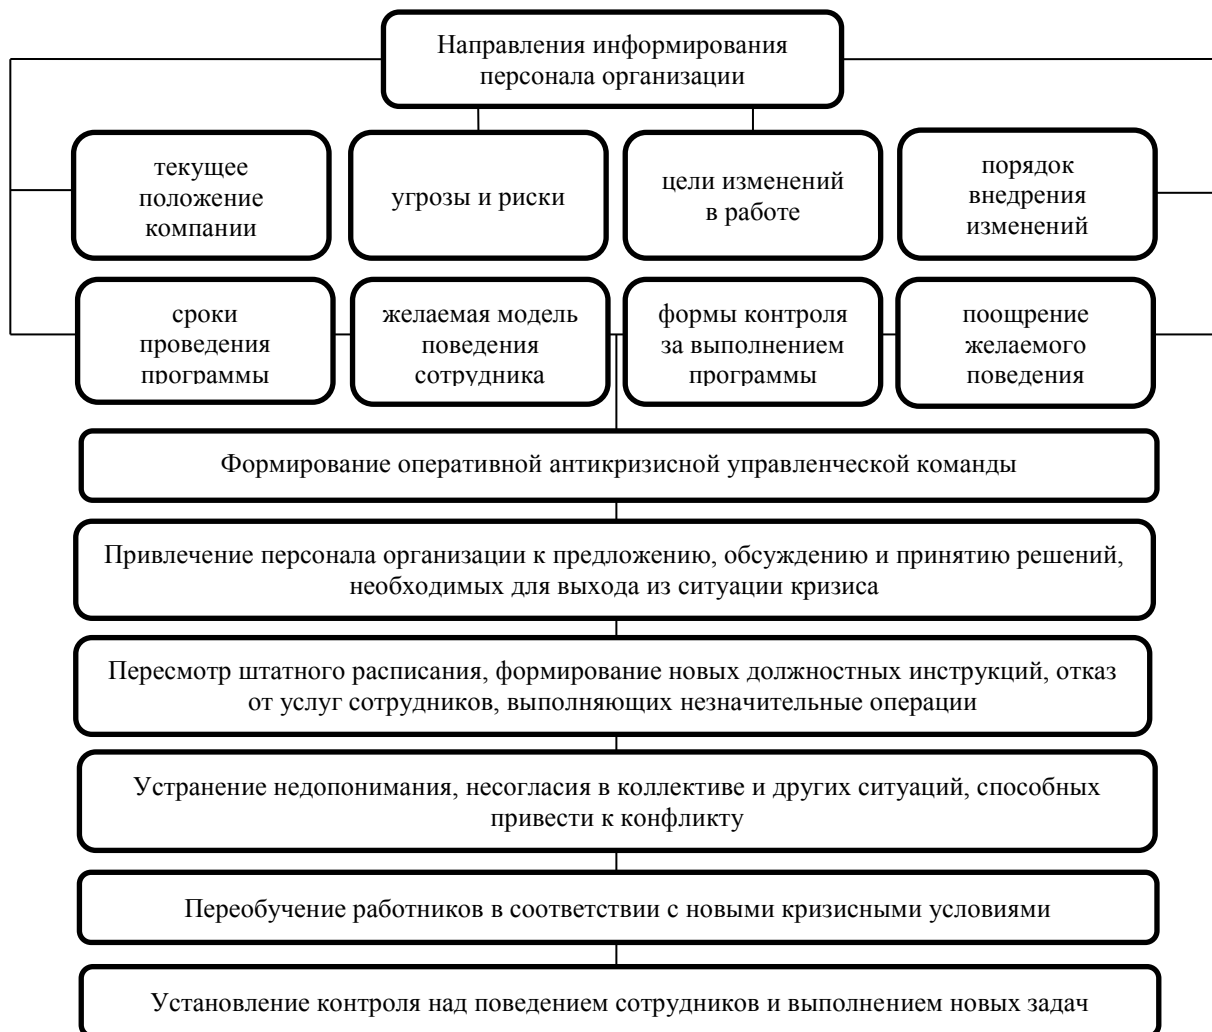 Направления информирования
персонала организации
текущее
положение
компании
угрозы и риски
цели изменений
в работе
порядок
внедрения
изменений
сроки
проведения
программы
желаемая модель
поведения
сотрудника
формы контроля
за выполнением
программы
поощрение
желаемого
поведения
Формирование оперативной антикризисной управленческой команды
Привлечение персонала организации к предложению, обсуждению и принятию решений,
необходимых для выхода из ситуации кризиса
Пересмотр штатного расписания, формирование новых должностных инструкций, отказ
от услуг сотрудников, выполняющих незначительные операции
Устранение недопонимания, несогласия в коллективе и других ситуаций, способных
привести к конфликту
Переобучение работников в соответствии с новыми кризисными условиями
Установление контроля над поведением сотрудников и выполнением новых задач